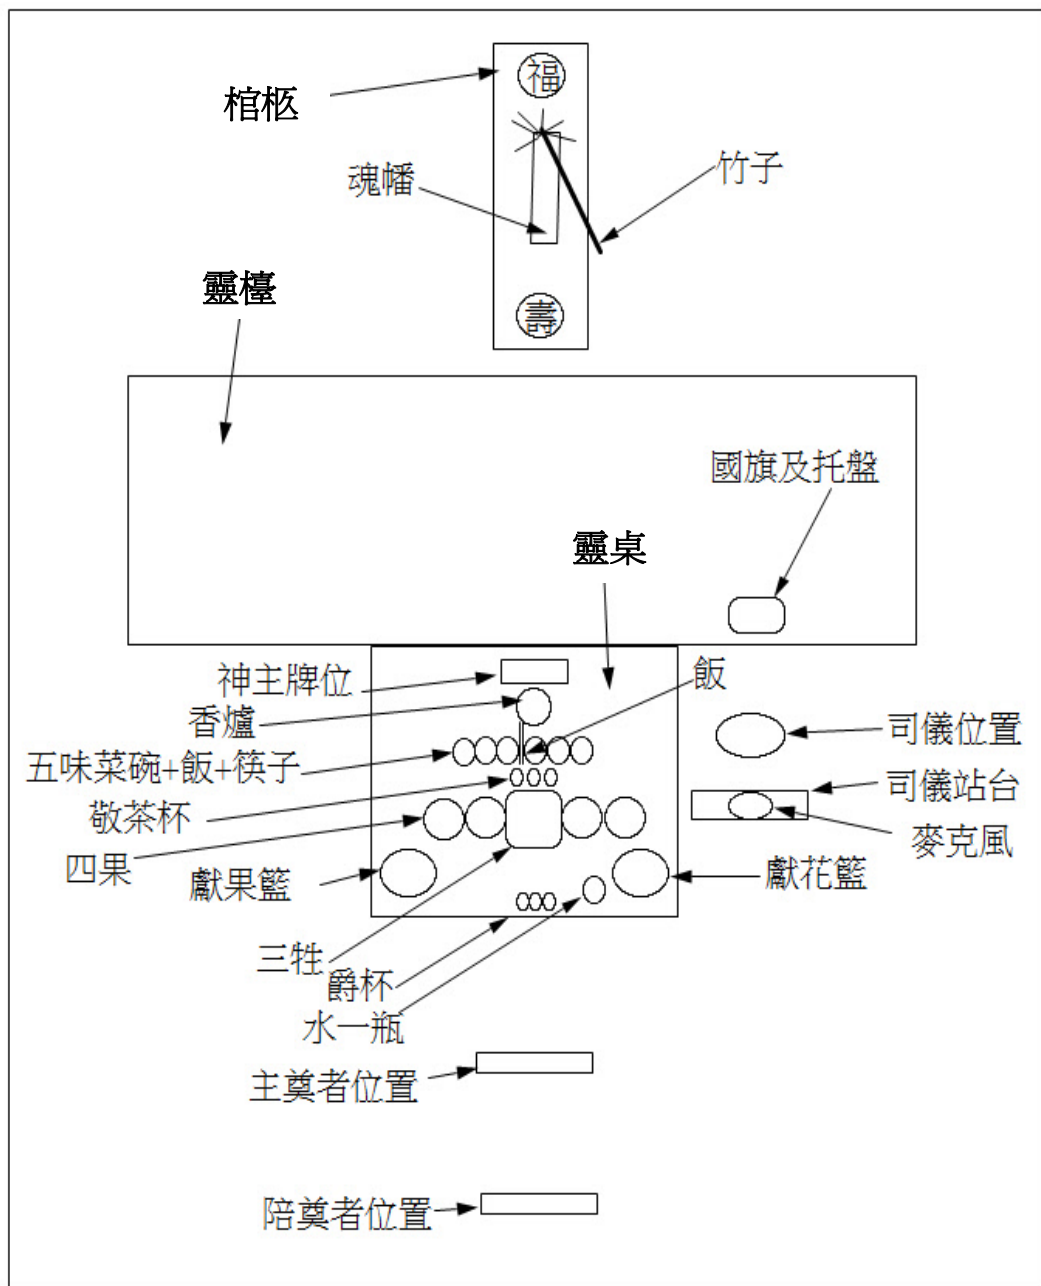 福
棺柩
魂幡
竹子
靈檯
壽
國旗及托盤
靈桌
神主牌位
飯
香爐
司儀位置
五味菜碗+飯+筷子
司儀站台
敬茶杯
麥克風
四果
獻果籃
獻花籃
三牲
爵杯
水一瓶
主奠者位置
陪奠者位置